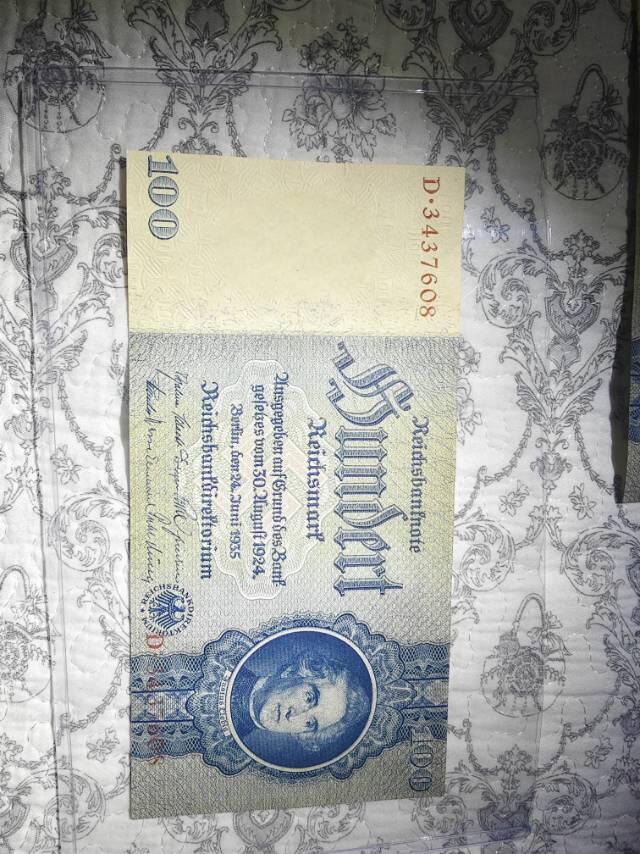 D·3437608
100
Reichsbanknote
Hundert
Reichsmark
Ausgegeben auf Grund des Bank
gesetzes vom 30. August 1924.
Berlin, den 24. Juni 1935
Reichsbankdirektorium
REICHSBANKDIREKTORIUM
D
100